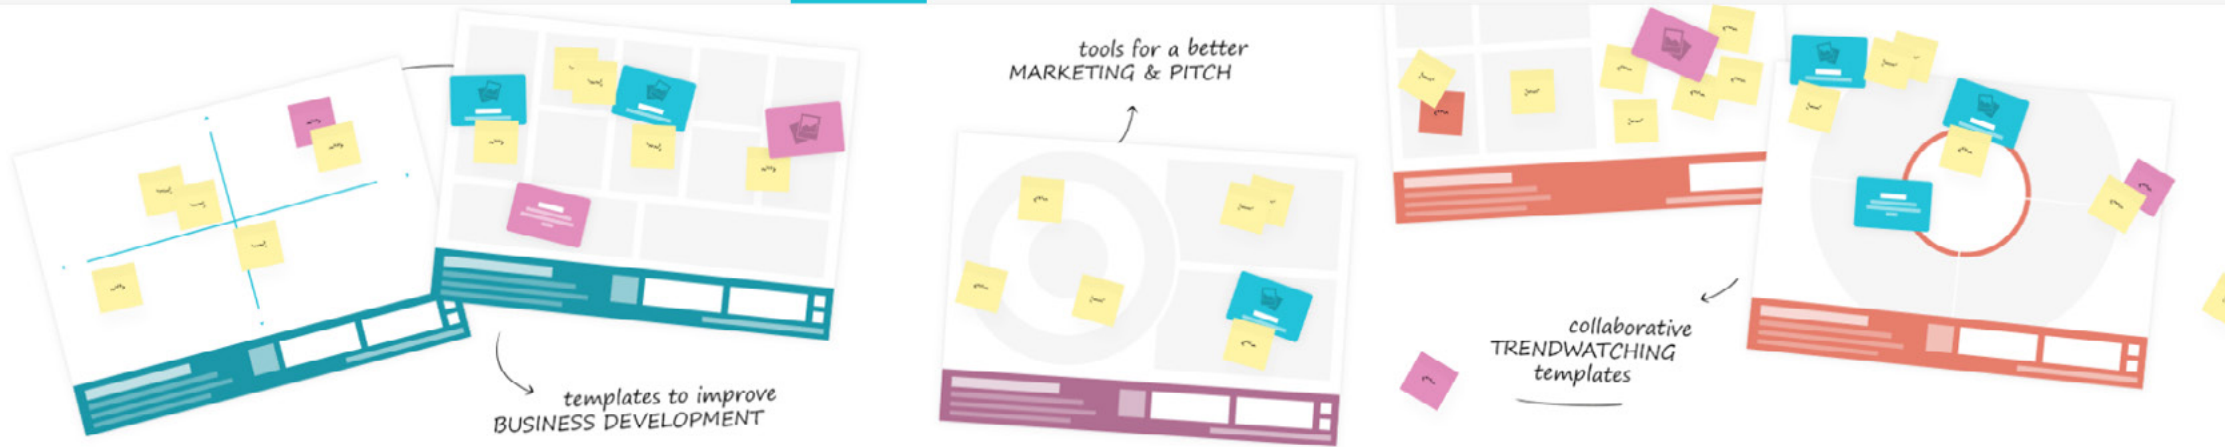 templates to improve
BUSINESS DEVELOPMENT
tools for a better
MARKETING & PITCH
collaborative
TRENDWATCHING
templates